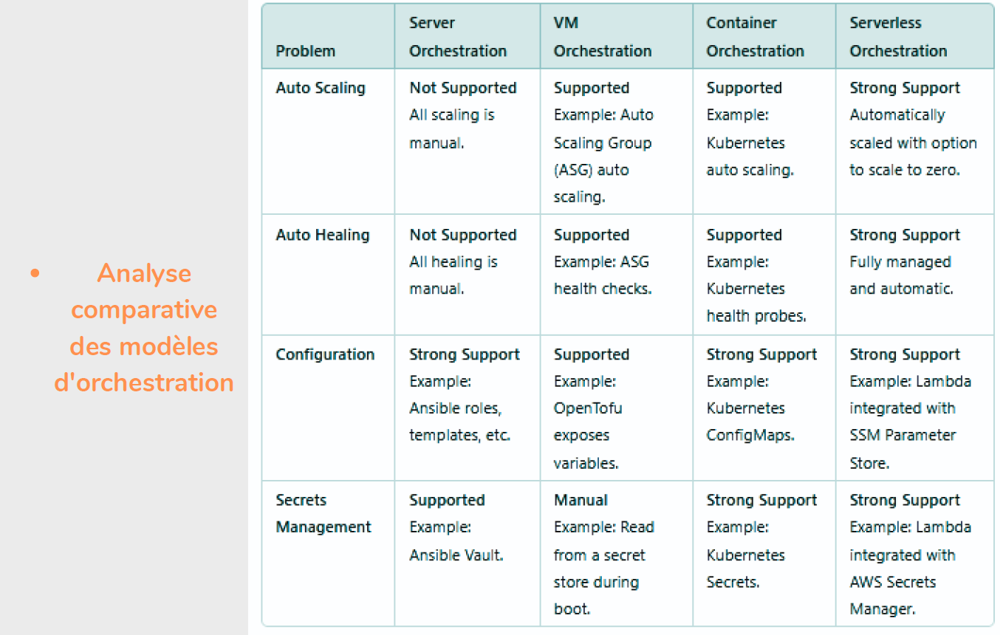 • Analyse
comparative
des modèles
d'orchestration
Problem
Server
Orchestration
VM
Orchestration
Container
Orchestration
Serverless
Orchestration
Auto Scaling
Not Supported
All scaling is
manual.
Supported
Example: Auto
Scaling Group
(ASG) auto
scaling.
Supported
Example:
Kubernetes
auto scaling.
Strong Support
Automatically
scaled with option
to scale to zero.
Auto Healing
Not Supported
All healing is
manual.
Supported
Example: ASG
health checks.
Supported
Example:
Kubernetes
health probes.
Strong Support
Fully managed
and automatic.
Configuration
Strong Support
Example:
Ansible roles,
templates, etc.
Supported
Example:
OpenTofu
exposes
variables.
Strong Support
Example:
Kubernetes
ConfigMaps.
Strong Support
Example: Lambda
integrated with
SSM Parameter
Store.
Secrets
Management
Supported
Example:
Ansible Vault.
Manual
Example: Read
from a secret
store during
boot.
Strong Support
Example:
Kubernetes
Secrets.
Strong Support
Example: Lambda
integrated with
AWS Secrets
Manager.